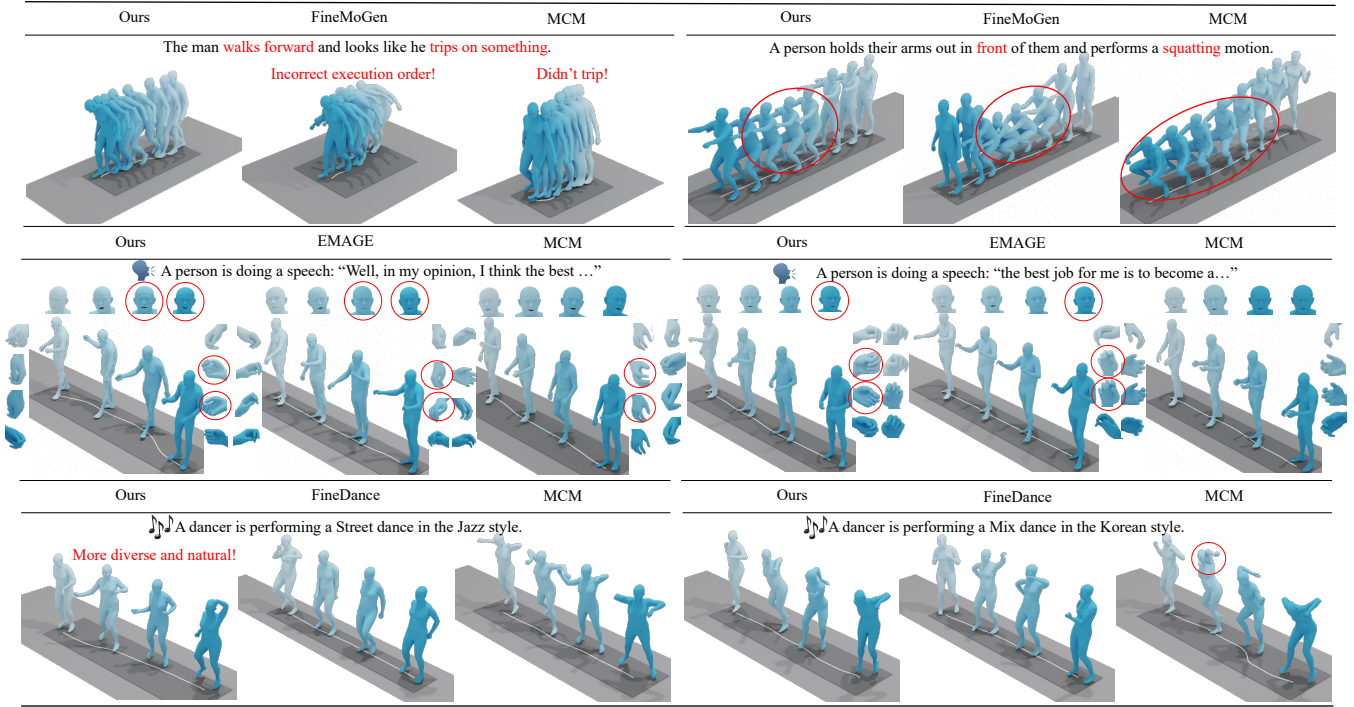 Ours FineMoGen MCM
The man walks forward and looks like he trips on something.
Incorrect execution order! Didn't trip!
Ours FineMoGen MCM
A person holds their arms out in front of them and performs a squatting motion.
Ours EMAGE MCM
A person is doing a speech: “Well, in my opinion, I think the best …”
Ours EMAGE MCM
A person is doing a speech: “the best job for me is to become a…”
Ours FineDance MCM
A dancer is performing a Street dance in the Jazz style.
More diverse and natural!
Ours FineDance MCM
A dancer is performing a Mix dance in the Korean style.